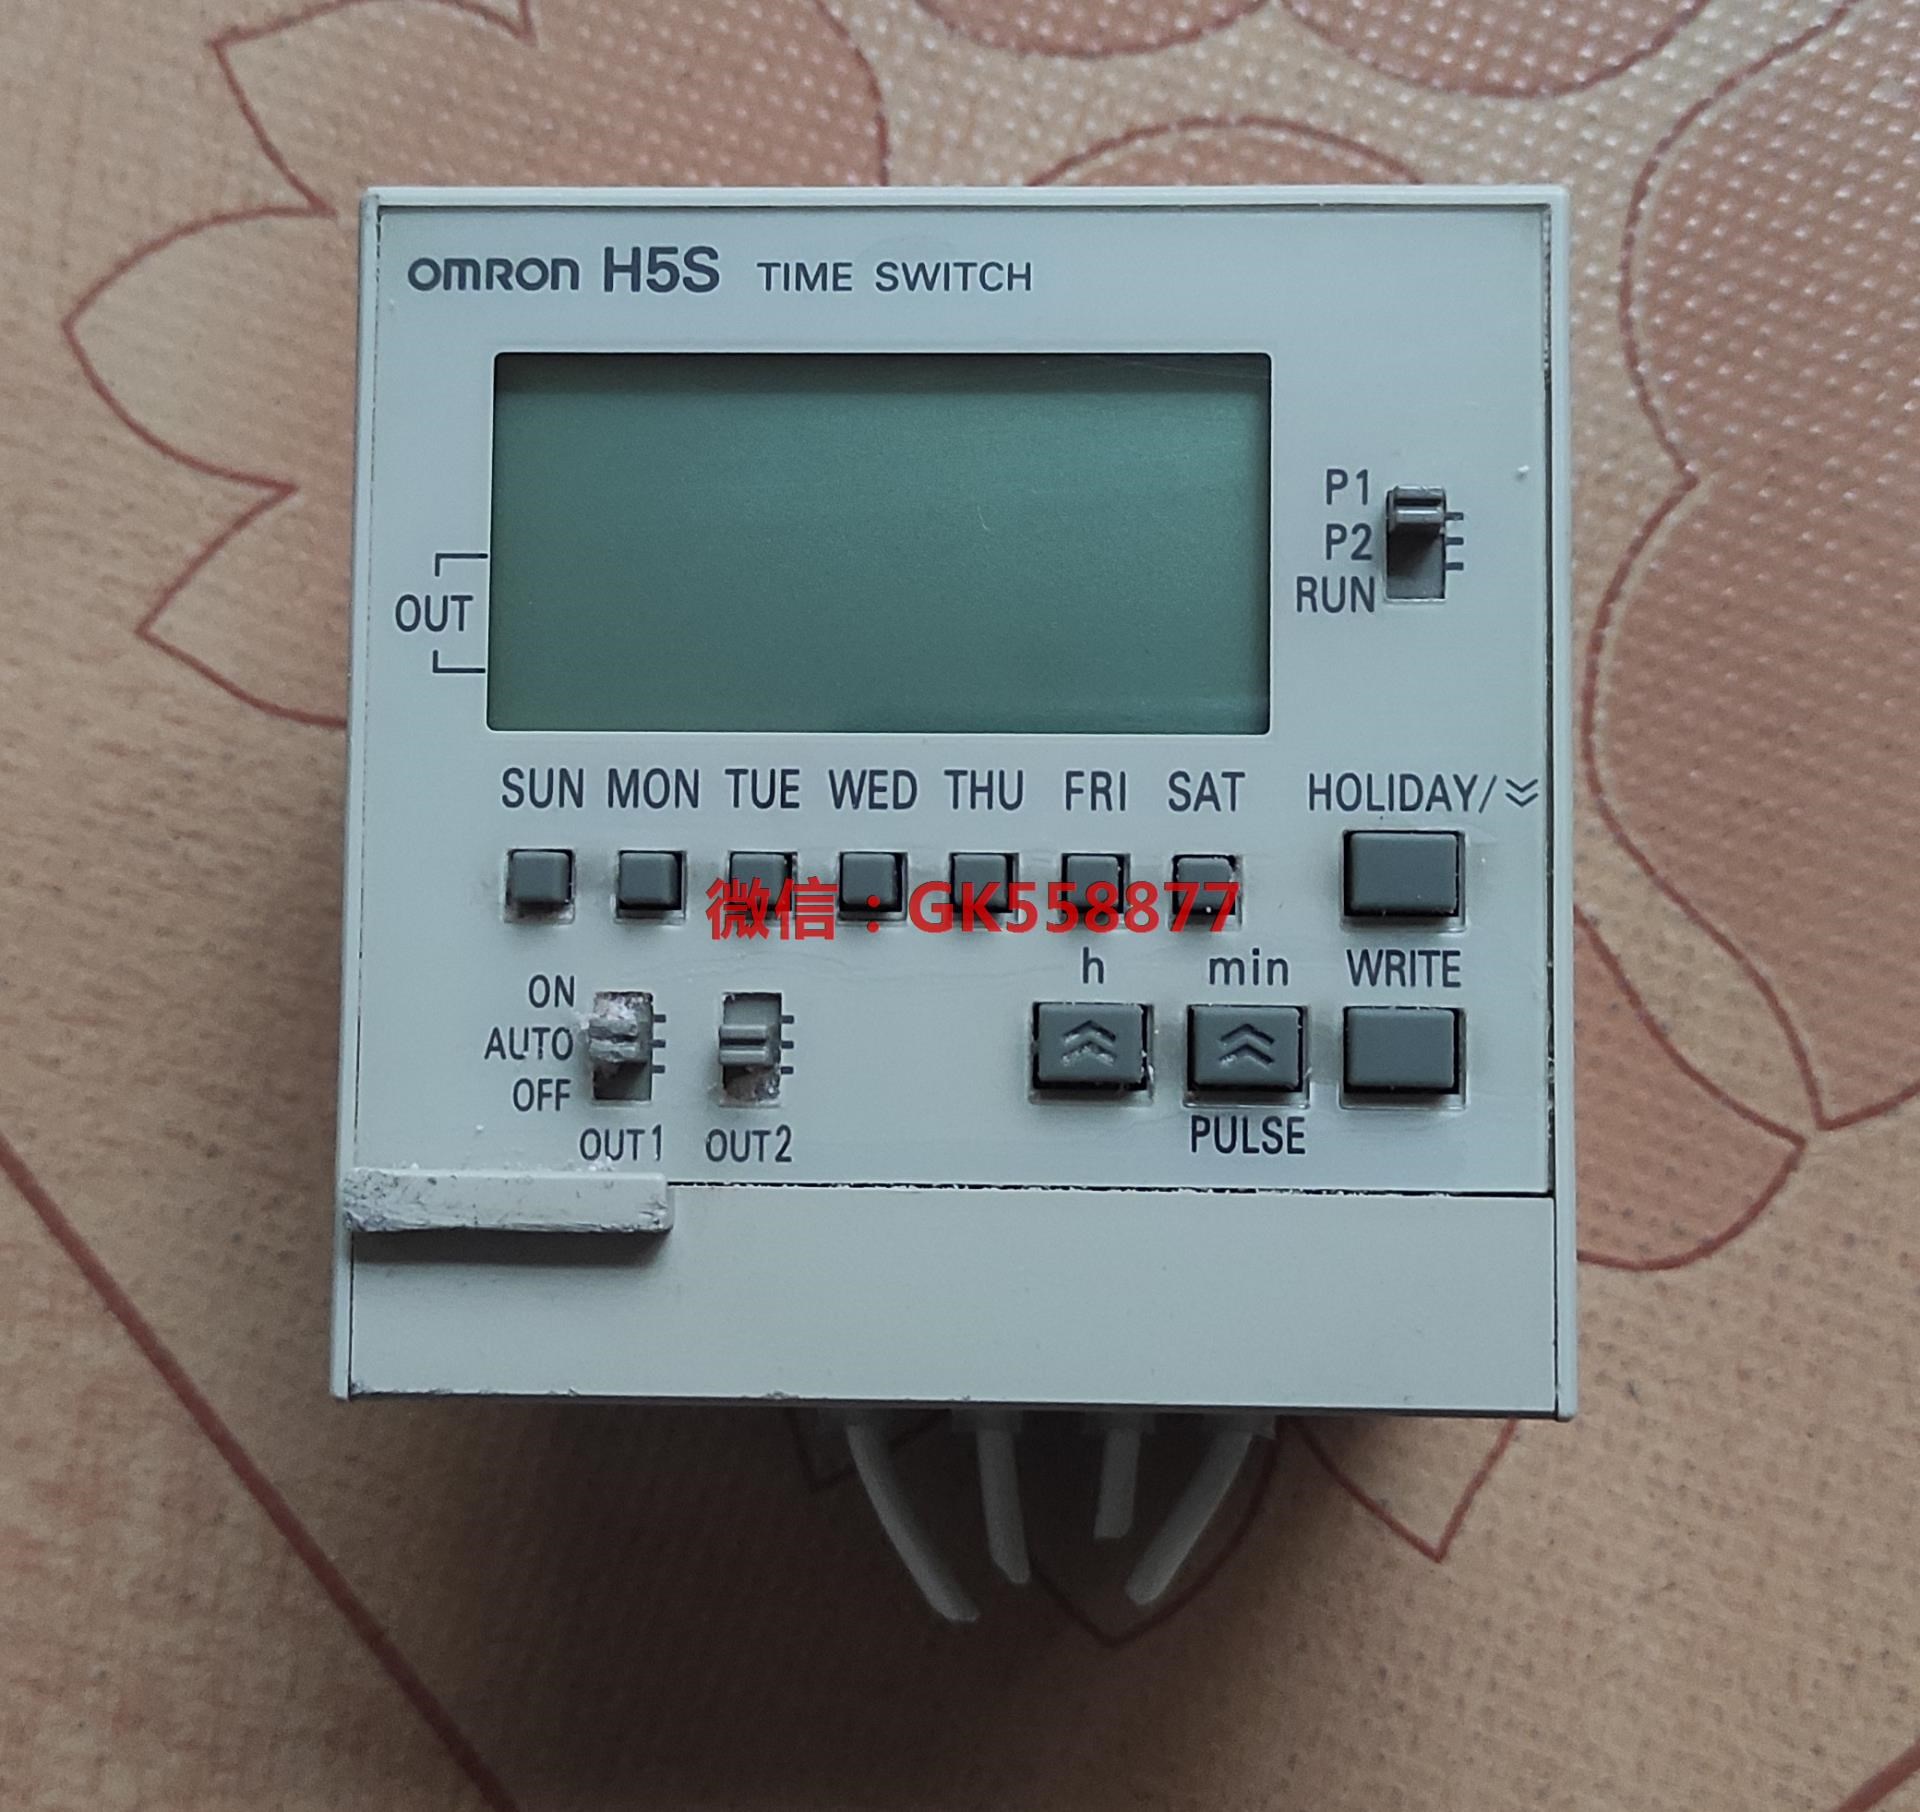 omron H5S TIME SWITCH
P1
P2
RUN
OUT
SUN MON TUE WED THU FRI SAT HOLIDAY/
微信：GK558877
h min WRITE
ON
AUTO
OFF
PULSE
OUT1 OUT2